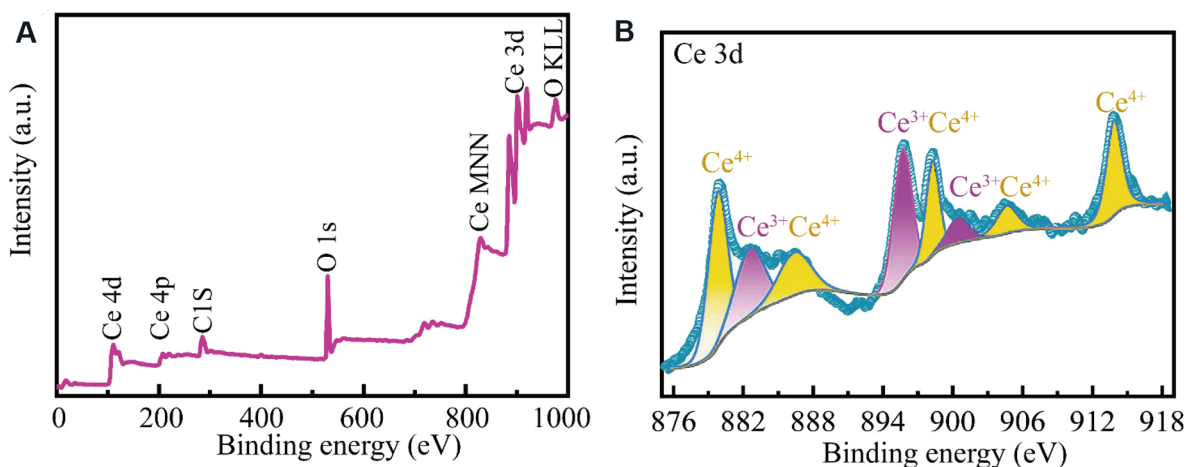 A
Intensity (a.u.)
Ce 4d
Ce 4p
C1S
O 1s
Ce MNN
Ce 3d
O KLL
0 200 400 600 800 1000
Binding energy (eV)
B
Ce 3d
Intensity (a.u.)
Ce⁴⁺
Ce³⁺Ce⁴⁺
Ce³⁺Ce⁴⁺
Ce³⁺Ce⁴⁺
Ce⁴⁺
876 882 888 894 900 906 912 918
Binding energy (eV)